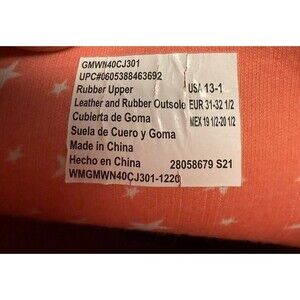 GMWN40CJ301
UPC#0605388463692
Rubber Upper USA 13-1
Leather and Rubber Outsole EUR 31-32 1/2
Cubierta de Goma MEX 19 1/2-20 1/2
Suela de Cuero y Goma
Made in China
Hecho en China 28058679 S21
WMGMWN40CJ301-1220